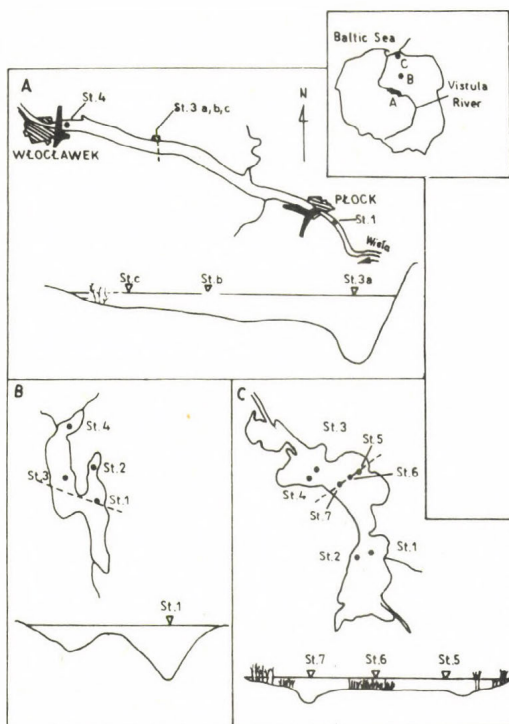 Baltic Sea
C
B
A
Vistula
River
A
St.4
St.3 a,b,c
N
WŁOCŁAWEK
PŁOCK
St.1
Wisła
St.c
St.b
St.3a
B
St.4
St.3
St.2
St.1
St.1
C
St.3
St.5
St.6
St.4
St.7
St.2
St.1
St.7
St.6
St.5